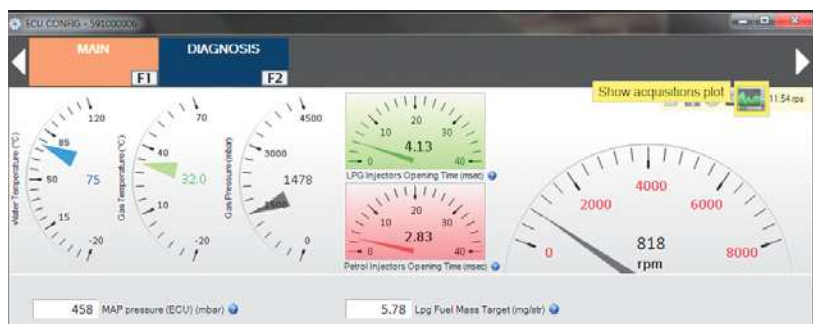 ECU CONFIG - 591000006
MAIN
F1
DIAGNOSIS
F2
Show acquisitions plot
11.54 rps
Water Temperature (°C)
120
85
50
15
-20
75
Gas Temperature (°C)
70
40
10
-20
32.0
Gas Pressure (mbar)
4500
3000
1500
0
1478
0
10
20
30
40
4.13
LPG Injectors Opening Time (msec)
0
10
20
30
40
2.83
Petrol Injectors Opening Time (msec)
0
2000
4000
6000
8000
818
rpm
458 MAP pressure (ECU) (mbar)
5.78 Lpg Fuel Mass Target (mg/str)